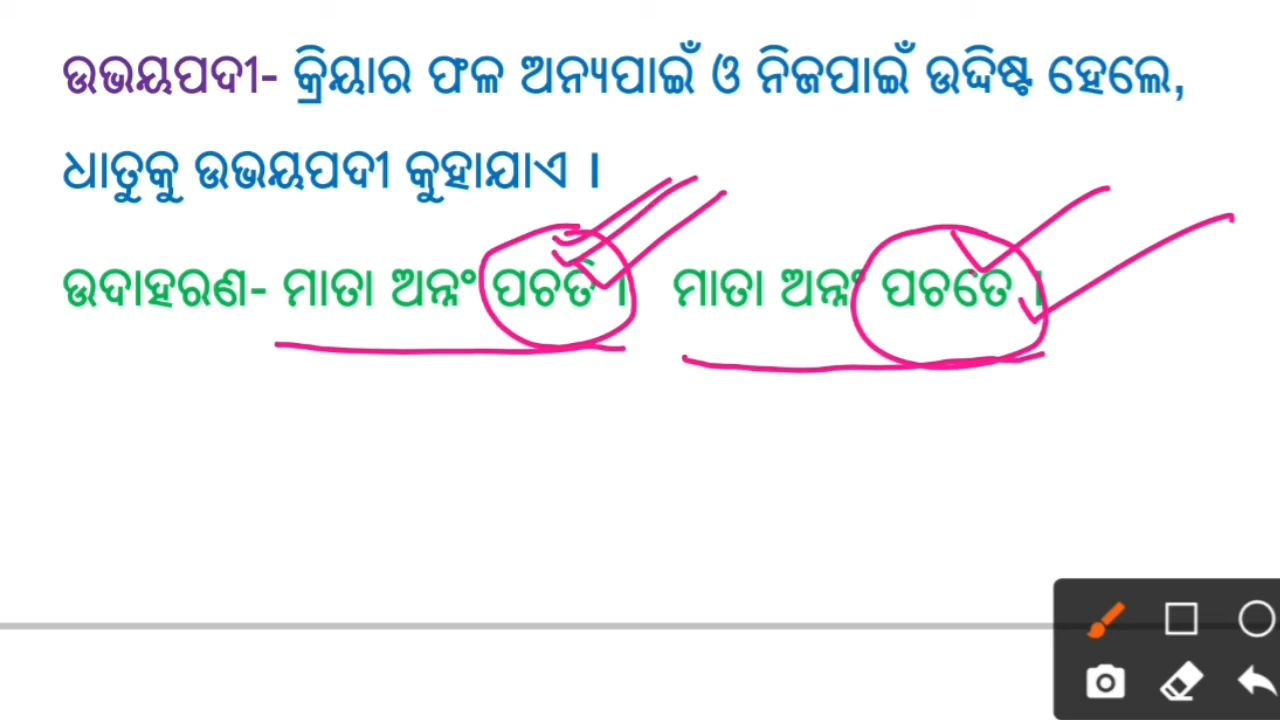 ଉଭୟପଦୀ- କ୍ରିୟାର ଫଳ ଅନ୍ୟପାଇଁ ଓ ନିଜପାଇଁ ଉଦ୍ଦିଷ୍ଟ ହେଲେ,
ଧାତୁକୁ ଉଭୟପଦୀ କୁହାଯାଏ ।
ଉଦାହରଣ- ମାତା ଅନ୍ନଂ ପଚତି । ମାତା ଅନ୍ନଂ ପଚତେ ।